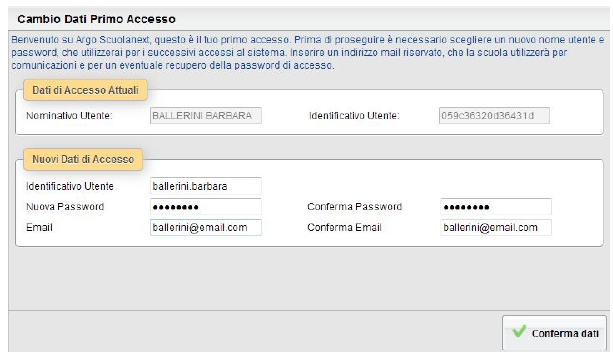 Cambio Dati Primo Accesso
Benvenuto su Argo Scuolanext, questo è il tuo primo accesso. Prima di proseguire è necessario scegliere un nuovo nome utente e
password, che utilizzerai per i successivi accessi al sistema. Inserire un indirizzo mail riservato, che la scuola utilizzerà per
comunicazioni e per un eventuale recupero della password di accesso.
Dati di Accesso Attuali
Nominativo Utente: BALLERINI BARBARA Identificativo Utente: 059c36320d36431d
Nuovi Dati di Accesso
Identificativo Utente ballerini.barbara
Nuova Password ●●●●●●●● Conferma Password ●●●●●●●●
Email ballerini@email.com Conferma Email ballerini@email.com
Conferma dati